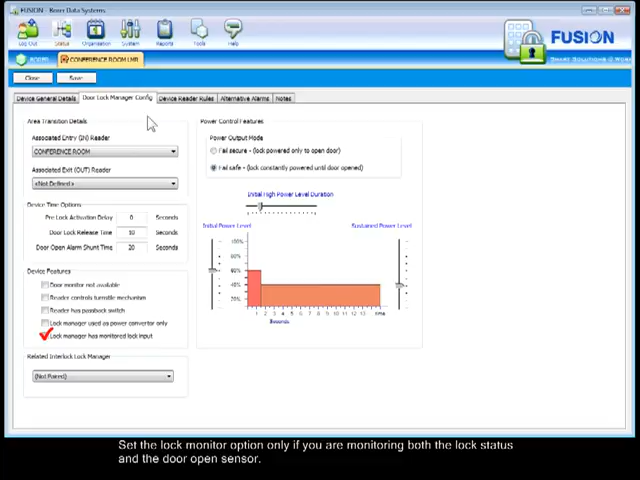 FUSION - Borer Data Systems
Log Out
Status
Organisation
System
Reports
Tools
Help
FUSION
SMART SOLUTIONS @ WORK
BORER
CONFERENCE ROOM LMR
Close
Save
Device General Details
Door Lock Manager Config
Device Reader Rules
Alternative Alarms
Notes
Area Transition Details
Associated Entry (IN) Reader
CONFERENCE ROOM
Associated Exit (OUT) Reader
<Not Defined>
Device Time Options
Pre Lock Activation Delay 0 Seconds
Door Lock Release Time 10 Seconds
Door Open Alarm Shunt Time 20 Seconds
Device Features
Door monitor not available
Reader controls turnstile mechanism
Reader has passback switch
Lock manager used as power convertor only
Lock manager has monitored lock input
Related Interlock Lock Manager
(Not Paired)
Power Control Features
Power Output Mode
Fail secure - (lock powered only to open door)
Fail safe - (lock constantly powered until door opened)
Initial High Power Level Duration
Initial Power Level
Sustained Power Level
100%
80%
60%
40%
20%
1 2 3 4 5 6 7 8 9 10 11 12 13 Time
Seconds
Set the lock monitor option only if you are monitoring both the lock status
and the door open sensor.